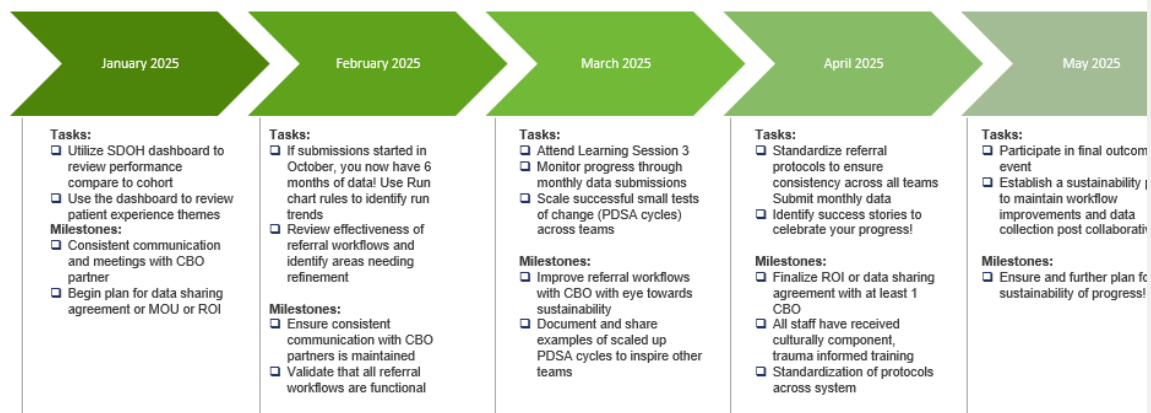 January 2025
February 2025
March 2025
April 2025
May 2025
Tasks:
Utilize SDOH dashboard to
review performance
compare to cohort
Use the dashboard to review
patient experience themes
Milestones:
Consistent communication
and meetings with CBO
partner
Begin plan for data sharing
agreement or MOU or ROI
Tasks:
If submissions started in
October, you now have 6
months of data! Use Run
chart rules to identify run
trends
Review effectiveness of
referral workflows and
identify areas needing
refinement
Milestones:
Ensure consistent
communication with CBO
partners is maintained
Validate that all referral
workflows are functional
Tasks:
Attend Learning Session 3
Monitor progress through
monthly data submissions
Scale successful small tests
of change (PDSA cycles)
across teams
Milestones:
Improve referral workflows
with CBO with eye towards
sustainability
Document and share
examples of scaled up
PDSA cycles to inspire other
teams
Tasks:
Standardize referral
protocols to ensure
consistency across all teams
Submit monthly data
Identify success stories to
celebrate your progress!
Milestones:
Finalize ROI or data sharing
agreement with at least 1
CBO
All staff have received
culturally component,
trauma informed training
Standardization of protocols
across system
Tasks:
Participate in final
event
Establish a sustainability
to maintain workflow
improvements and data
collection post
Milestones:
Ensure and further plan
sustainability of progress!